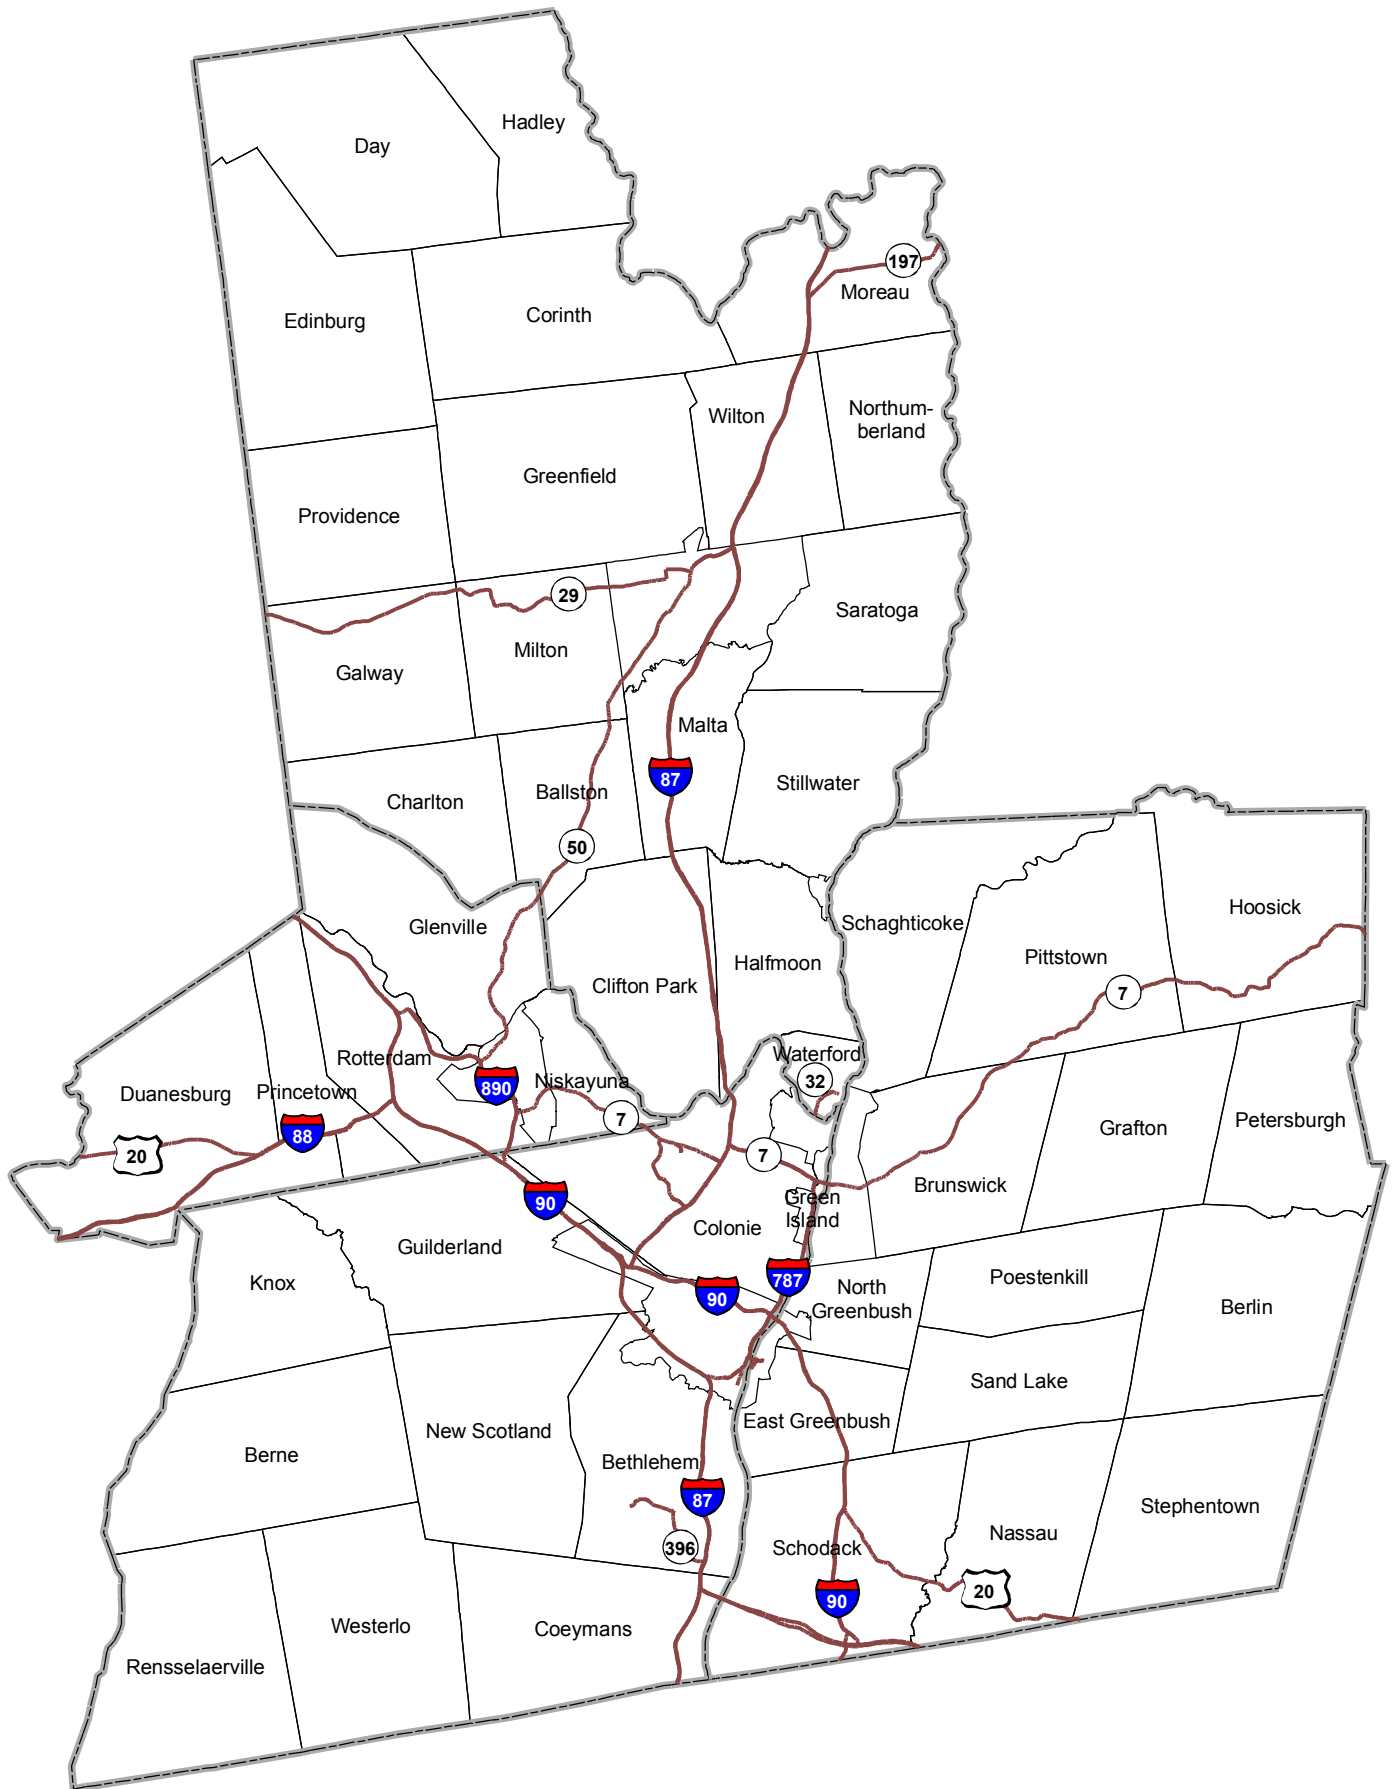 Hadley
Day
197
Moreau
Corinth
Edinburg
Wilton
Northum-
berland
Greenfield
Providence
29
Saratoga
Milton
Galway
Malta
87
Stillwater
Ballston
Charlton
50
Hoosick
Schaghticoke
Glenville
Pittstown
Halfmoon
Clifton Park
7
Waterford
Rotterdam
32
Niskayuna
890
Princetown
Duanesburg
7
Petersburgh
Grafton
88
20
7
Brunswick
Green
Island
90
Colonie
Guilderland
787
Poestenkill
Knox
North
Greenbush
90
Berlin
Sand Lake
East Greenbush
New Scotland
Berne
Bethlehem
87
Stephentown
Nassau
396
Schodack
20
90
Westerlo
Coeymans
Rensselaerville